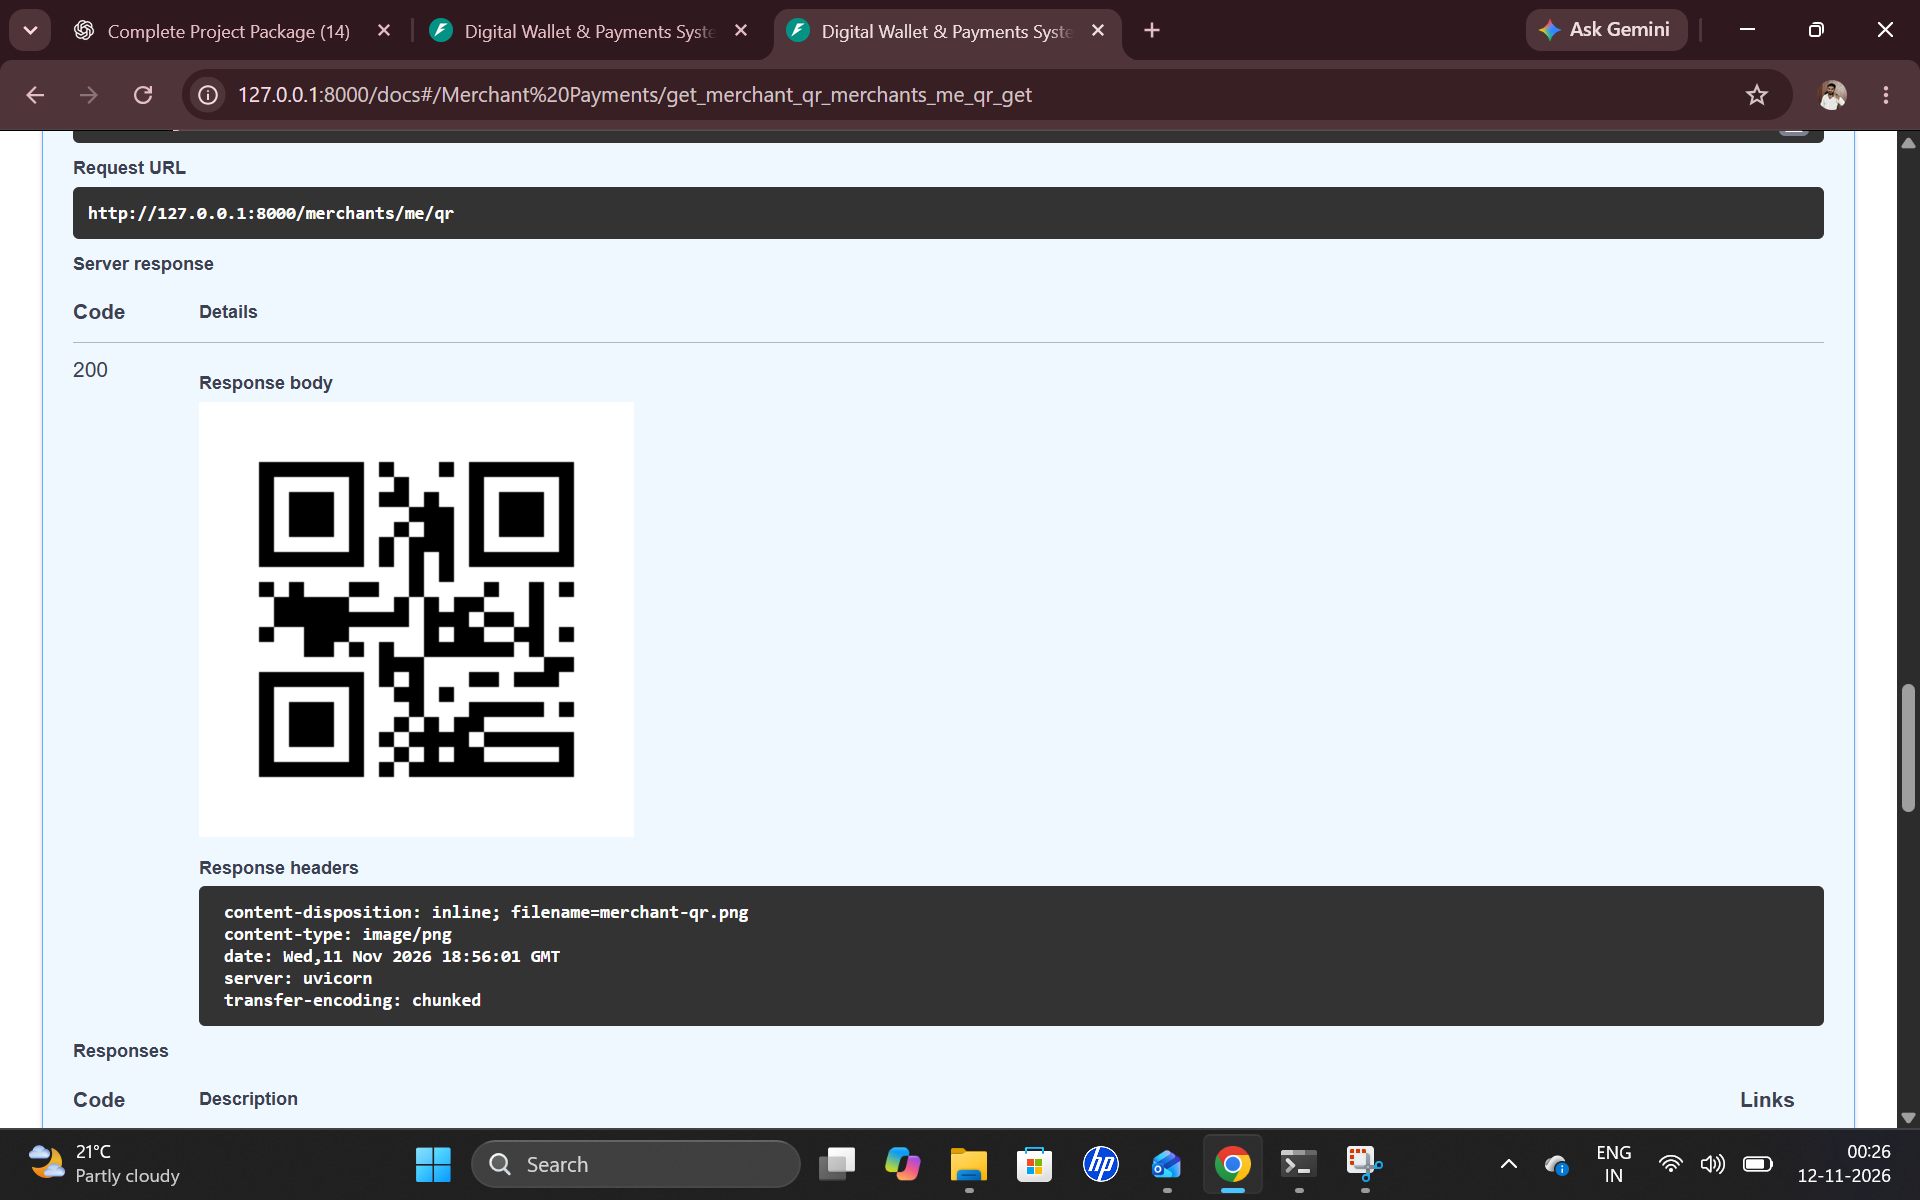 Complete Project Package (14)
Digital Wallet & Payments Syste
Digital Wallet & Payments Syste
Ask Gemini
127.0.0.1:8000/docs#/Merchant%20Payments/get_merchant_qr_merchants_me_qr_get
Request URL
http://127.0.0.1:8000/merchants/me/qr
Server response
Code Details
200
Response body
Response headers
content-disposition: inline; filename=merchant-qr.png
content-type: image/png
date: Wed,11 Nov 2026 18:56:01 GMT
server: uvicorn
transfer-encoding: chunked
Responses
Code Description Links
21°C
Partly cloudy
Search
hp
ENG
IN
00:26
12-11-2026